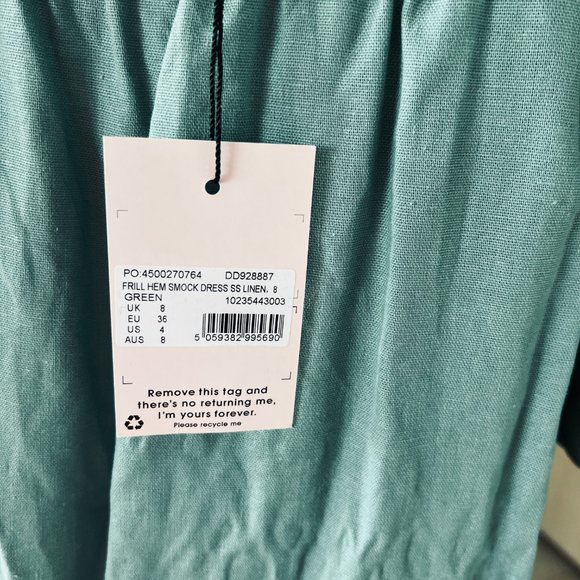 PO:4500270764 DD928887
FRILL HEM SMOCK DRESS SS LINEN. 8
GREEN 10235443003
UK 8
EU 36
US 4
AUS 8
5 059382 995690
Remove this tag and
there's no returning me,
I'm yours forever.
Please recycle me